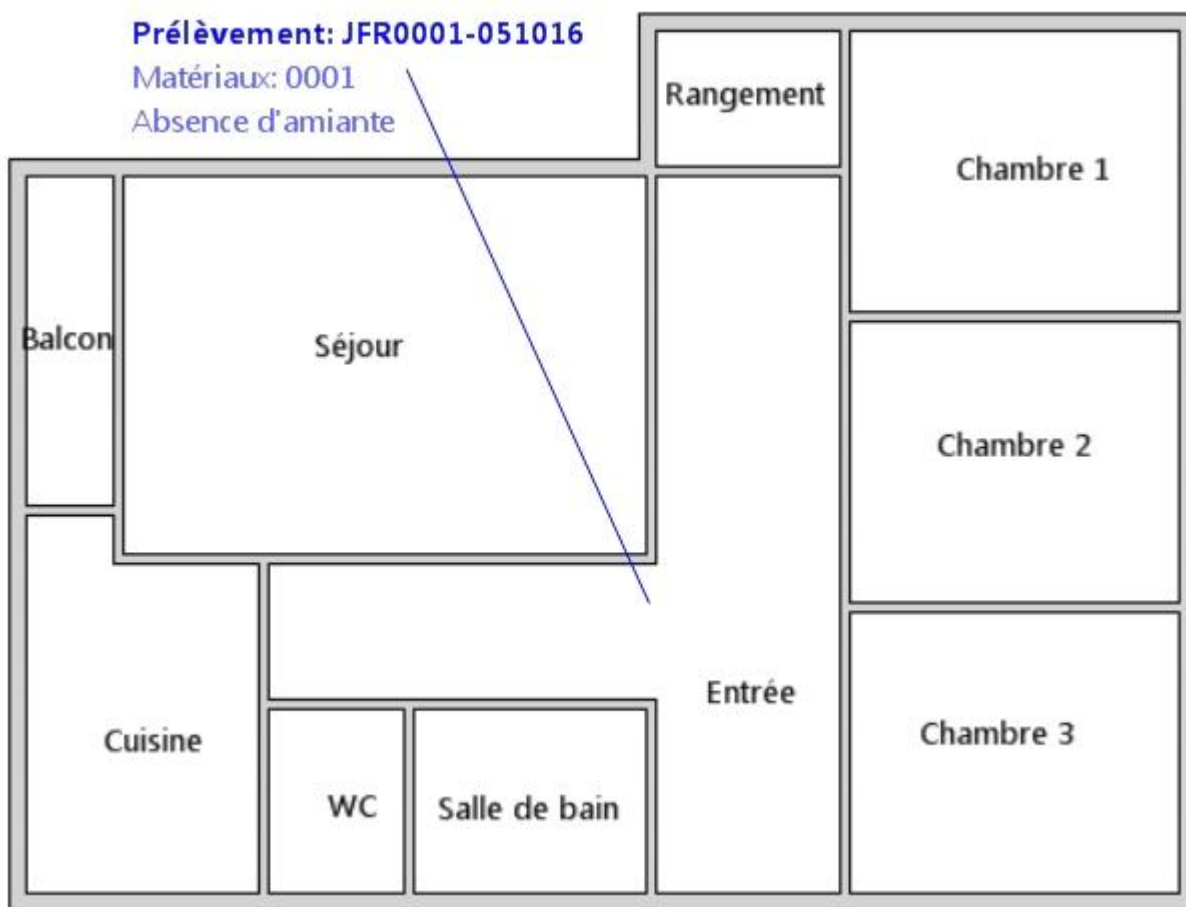 Prélèvement: JFR0001-051016
Matériaux: 0001
Absence d'amiante
Rangement
Chambre 1
Balcon
Séjour
Chambre 2
Entrée
Chambre 3
Cuisine
WC
Salle de bain